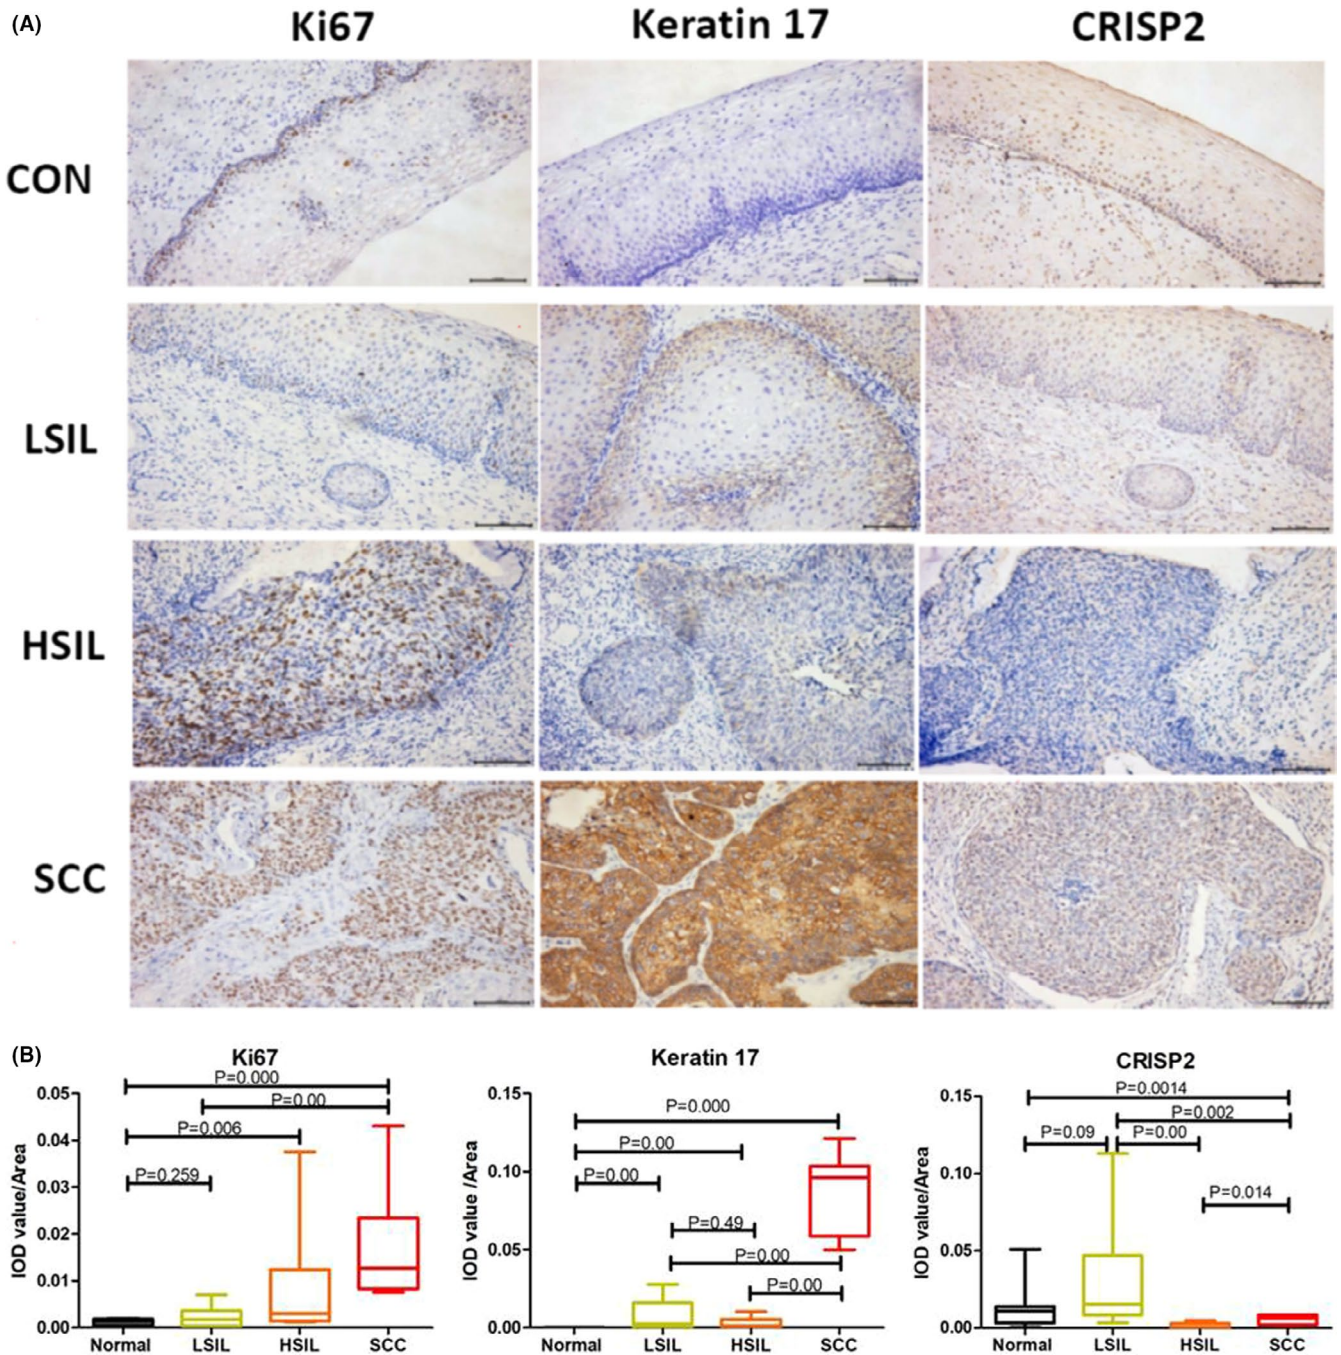 (A)
Ki67 Keratin 17 CRISP2
CON
LSIL
HSIL
SCC
(B)
Ki67
P=0.000
P=0.00
P=0.006
P=0.259
IOD value/Area
0.05
0.04
0.03
0.02
0.01
0.00
Normal LSIL HSIL SCC
Keratin 17
P=0.000
P=0.00
P=0.00
P=0.49
P=0.00
P=0.00
IOD value /Area
0.15
0.10
0.05
0.00
Normal LSIL HSIL SCC
CRISP2
P=0.0014
P=0.002
P=0.09 P=0.00
P=0.014
IOD value/Area
0.15
0.10
0.05
0.00
Normal LSIL HSIL SCC